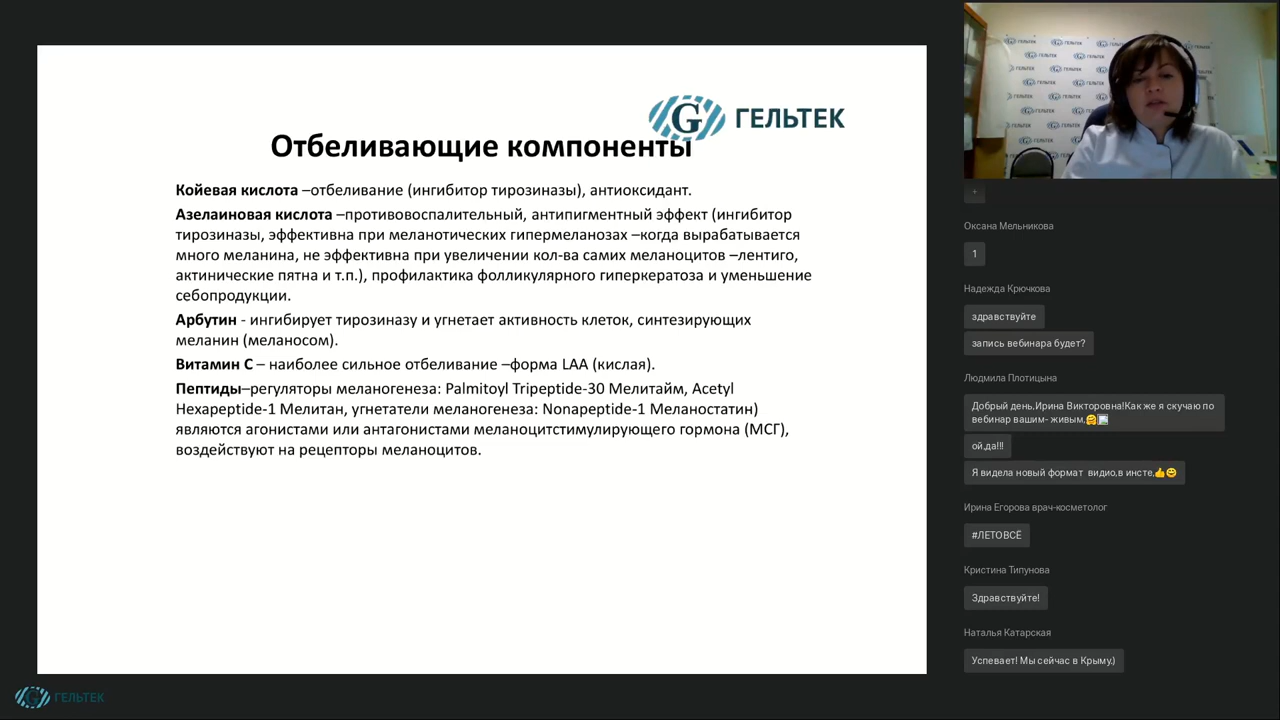 ГЕЛЬТЕК
Отбеливающие компоненты
Койевая кислота –отбеливание (ингибитор тирозиназы), антиоксидант.
Азелаиновая кислота –противовоспалительный, антипигментный эффект (ингибитор
тирозиназы, эффективна при меланотических гипермеланозах –когда вырабатывается
много меланина, не эффективна при увеличении кол-ва самих меланоцитов –лентиго,
актинические пятна и т.п.), профилактика фолликулярного гиперкератоза и уменьшение
себопродукции.
Арбутин - ингибирует тирозиназу и угнетает активность клеток, синтезирующих
меланин (меланосом).
Витамин С – наиболее сильное отбеливание –форма LAA (кислая).
Пептиды–регуляторы меланогенеза: Palmitoyl Tripeptide-30 Мелитайм, Acetyl
Hexapeptide-1 Мелитан, угнетатели меланогенеза: Nonapeptide-1 Меланостатин)
являются агонистами или антагонистами меланоцитстимулирующего гормона (МСГ),
воздействуют на рецепторы меланоцитов.
ГЕЛЬТЕК
+
Оксана Мельникова
1
Надежда Крючкова
здравствуйте
запись вебинара будет?
Людмила Плотицына
Добрый день,Ирина Викторовна!Как же я скучаю по
вебинар вашим- живым,🤗
ой,да!!!
Я видела новый формат видио,в инсте,👍😊
Ирина Егорова врач-косметолог
#ЛЕТОВСЁ
Кристина Типунова
Здравствуйте!
Наталья Катарская
Успевает! Мы сейчас в Крыму.)